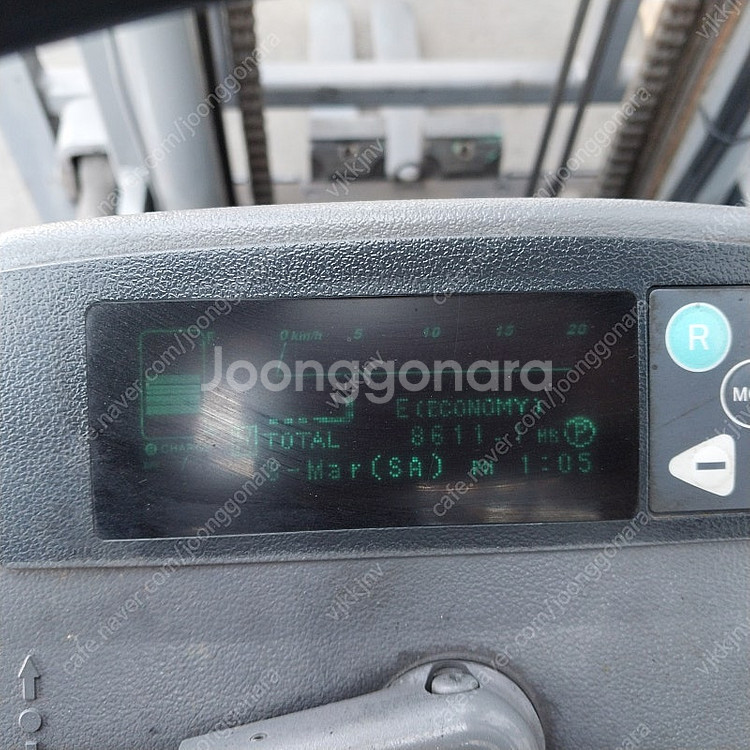 R
0 km/h 5 10 15 20
F
Joonggonara
E(ECONOMY)
TOTAL 8611. HR P
-Mar(SA) 1:05
cafe.naver.com/joonggonara
vjkkjnv